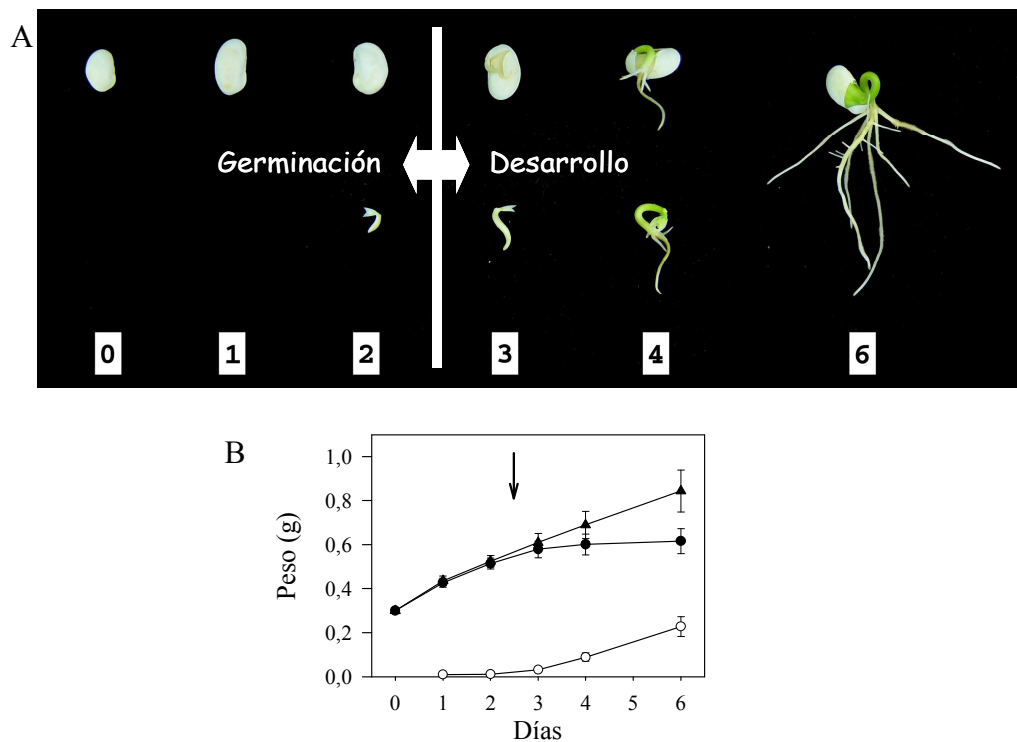 A
Germinación
Desarrollo
0 1 2 3 4 6
B
1,0
0,8
0,6
0,4
0,2
0,0
Peso (g)
0 1 2 3 4 5 6
Días